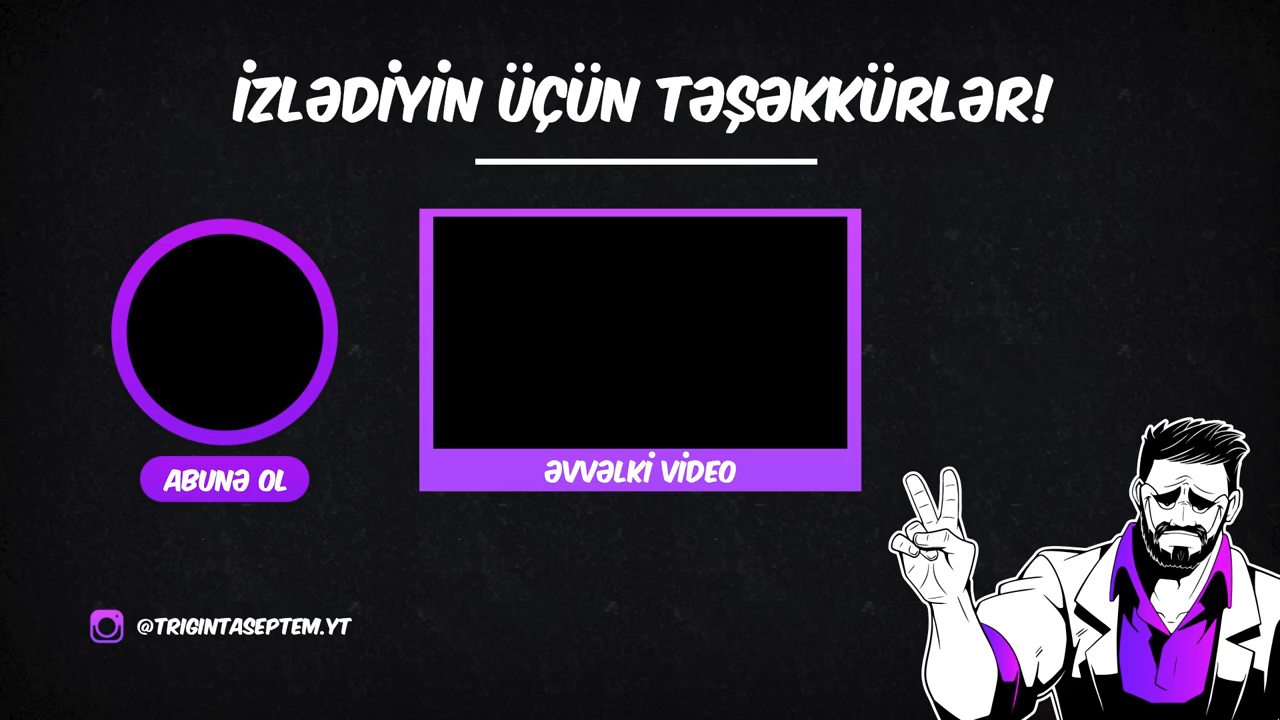 İZLƏDİYİN ÜÇÜN TƏŞƏKKÜRLƏR!
ABUNƏ OL
ƏVVƏLKİ VİDEO
@TRIGINTASEPTEM.YT